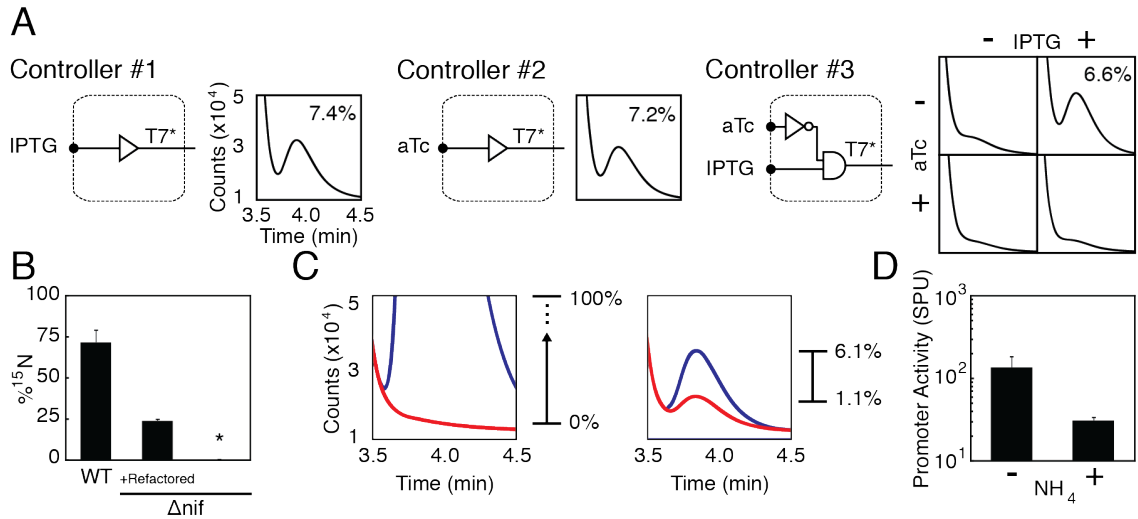 A
Controller #1
IPTG
T7*
Counts (x10⁴)
5
3
1
7.4%
3.5 4.0 4.5
Time (min)
Controller #2
aTc
T7*
7.2%
Controller #3
aTc
IPTG
T7*
- IPTG +
aTc
-
+
6.6%
B
%¹⁵N
100
75
50
25
0
*
WT
+Refactored
Δnif
C
Counts (x10⁴)
5
3
1
3.5 4.0 4.5
Time (min)
100%
0%
3.5 4.0 4.5
Time (min)
6.1%
1.1%
D
Promoter Activity (SPU)
10³
10²
10¹
- +
NH₄